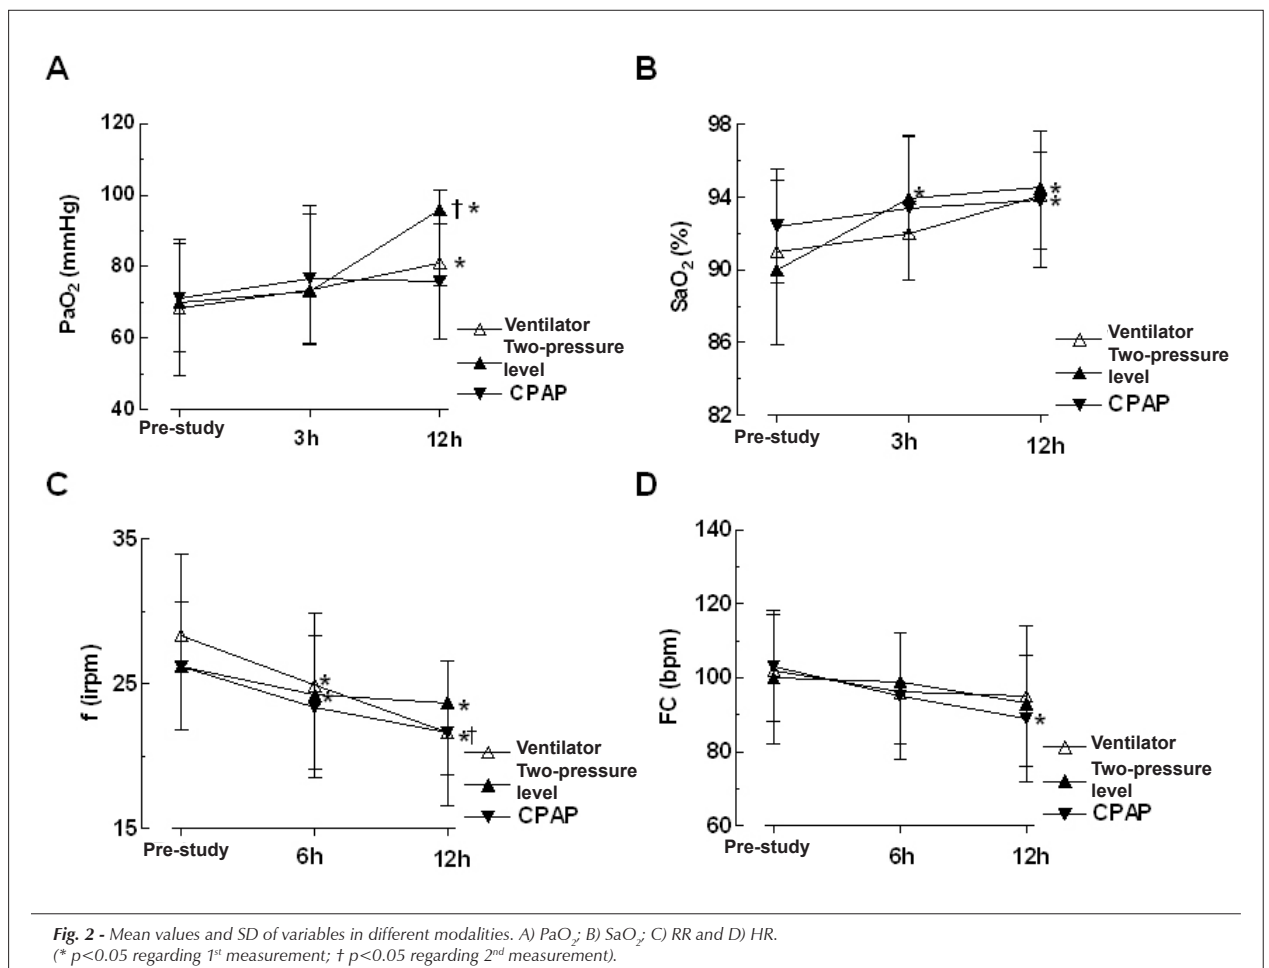 A
120
100
80
60
40
PaO2 (mmHg)
† *
*
Ventilator
Two-pressure
level
CPAP
Pre-study 3h 12h
B
98
94
90
86
82
SaO2 (%)
*
*
*
Ventilator
Two-pressure
level
CPAP
Pre-study 3h 12h
C
35
25
15
f (irpm)
*
*
*
*†
Ventilator
Two-pressure
level
CPAP
Pre-study 6h 12h
D
140
120
100
80
60
FC (bpm)
*
Ventilator
Two-pressure
level
CPAP
Pre-study 6h 12h
Fig. 2 - Mean values and SD of variables in different modalities. A) PaO2; B) SaO2; C) RR and D) HR.
(* p<0.05 regarding 1st measurement; † p<0.05 regarding 2nd measurement).